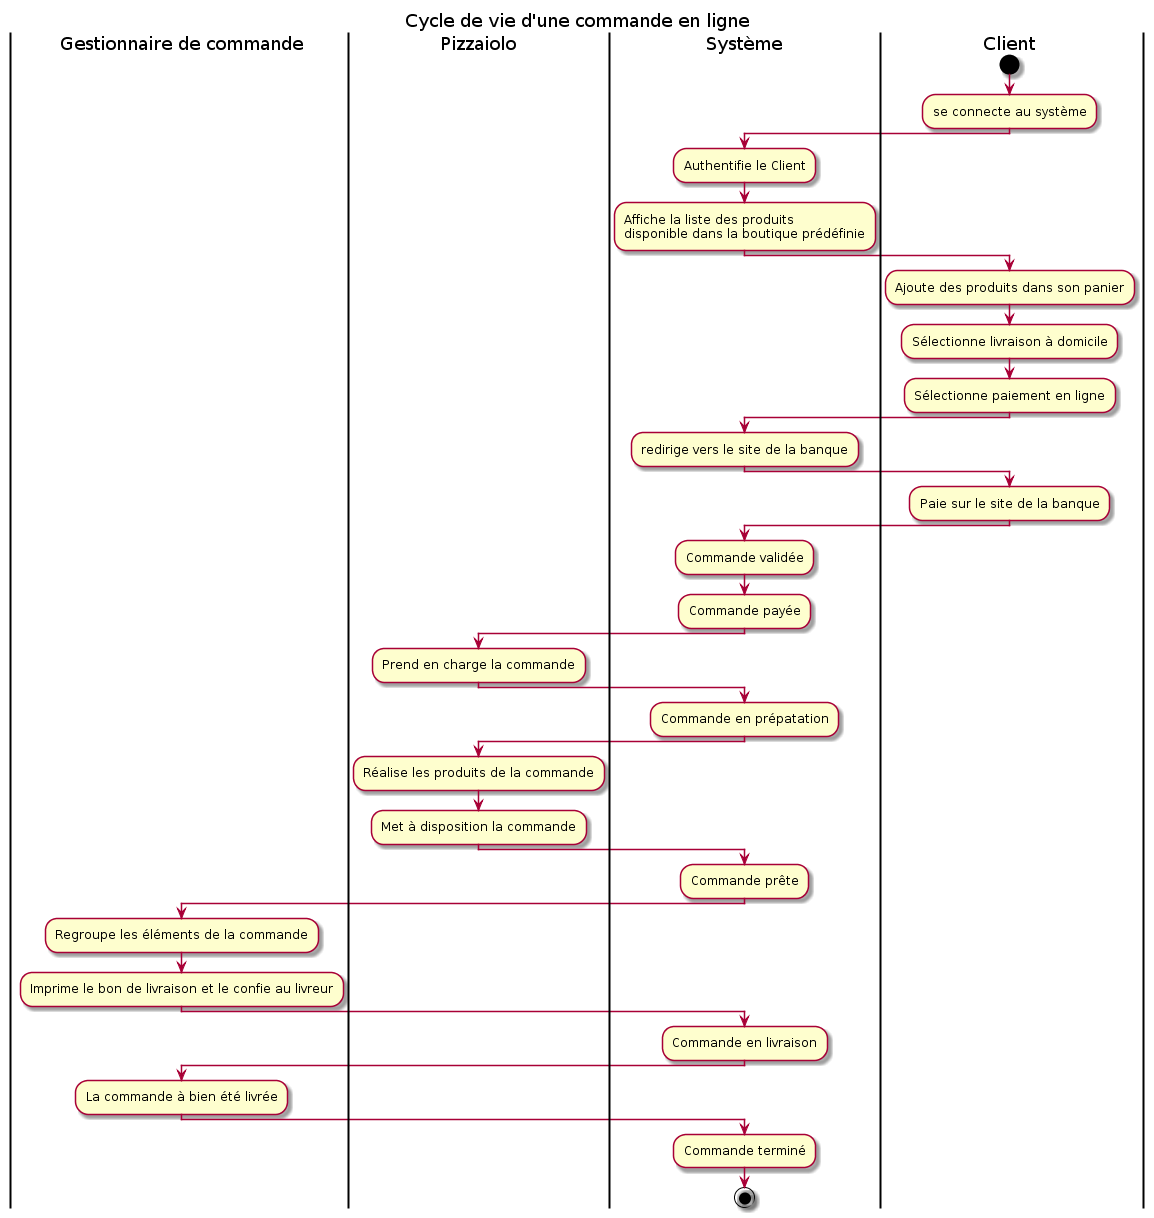 Cycle de vie d'une commande en ligne
Gestionnaire de commande
Pizzaiolo
Système
Client
se connecte au système
Authentifie le Client
Affiche la liste des produits
disponible dans la boutique prédéfinie
Ajoute des produits dans son panier
Sélectionne livraison à domicile
Sélectionne paiement en ligne
redirige vers le site de la banque
Paie sur le site de la banque
Commande validée
Commande payée
Prend en charge la commande
Commande en prépatation
Réalise les produits de la commande
Met à disposition la commande
Commande prête
Regroupe les éléments de la commande
Imprime le bon de livraison et le confie au livreur
Commande en livraison
La commande à bien été livrée
Commande terminé